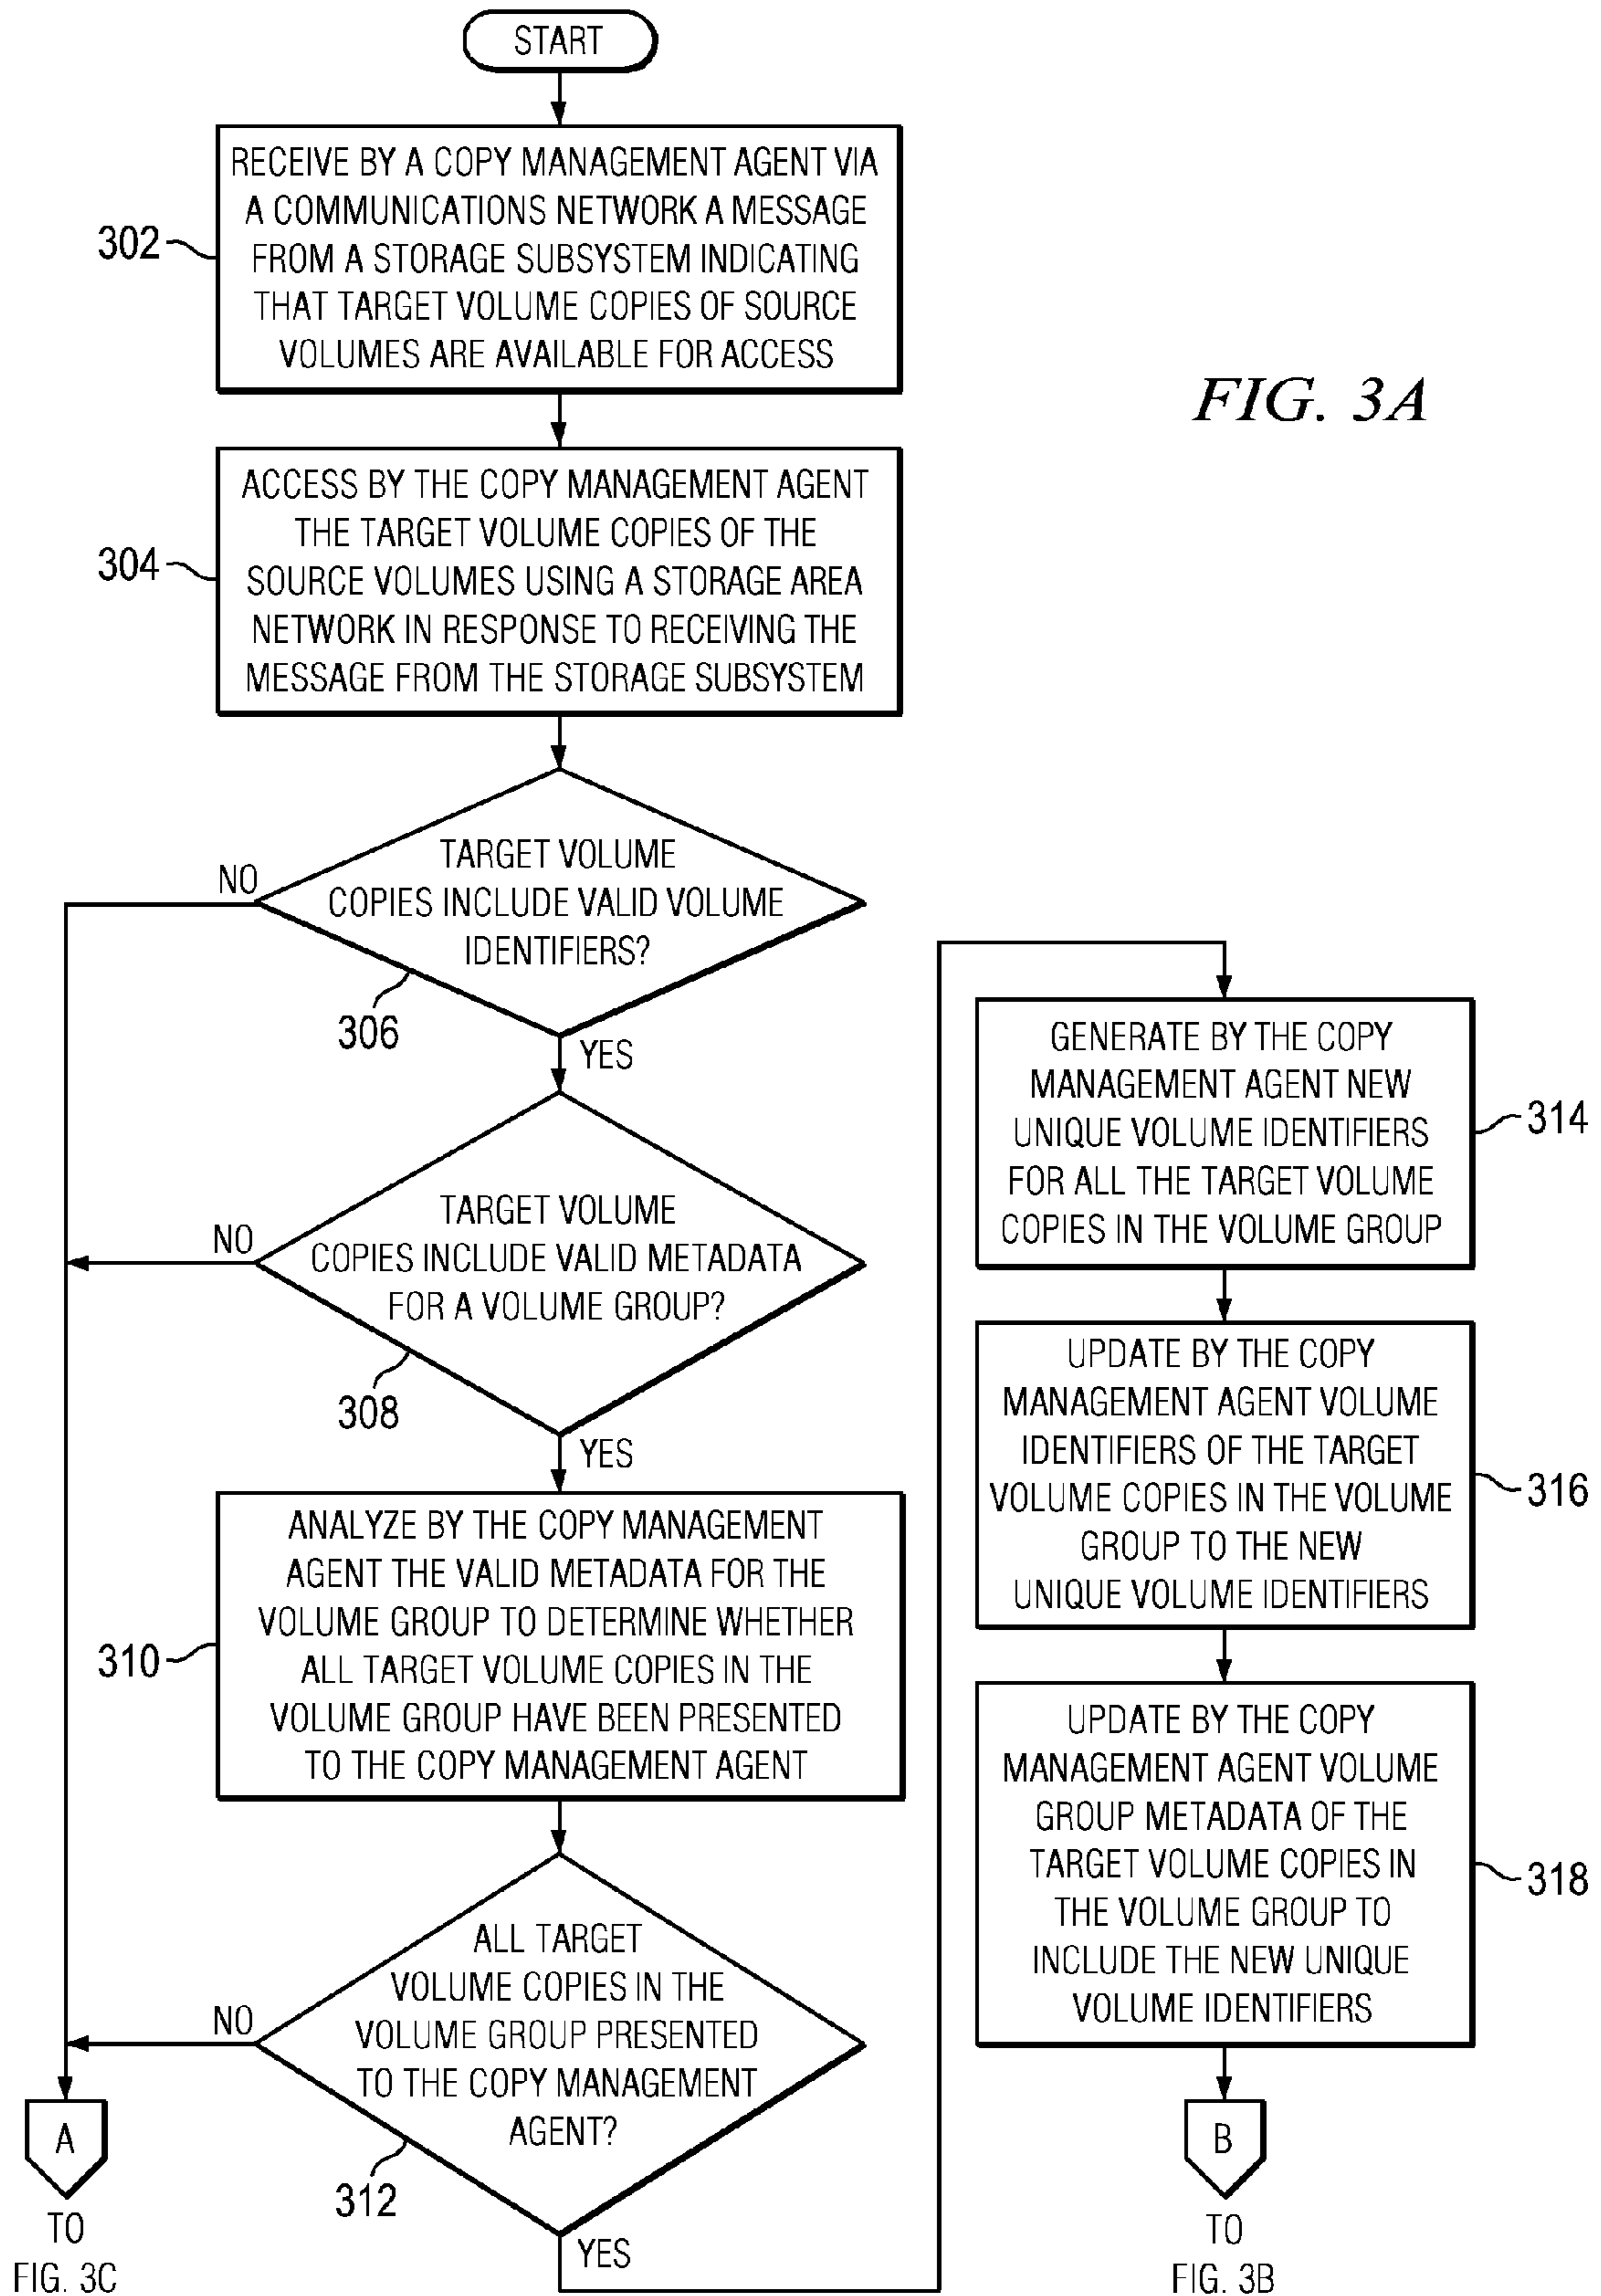 START
RECEIVE BY A COPY MANAGEMENT AGENT VIA
A COMMUNICATIONS NETWORK A MESSAGE
FROM A STORAGE SUBSYSTEM INDICATING
THAT TARGET VOLUME COPIES OF SOURCE
VOLUMES ARE AVAILABLE FOR ACCESS
302
FIG. 3A
ACCESS BY THE COPY MANAGEMENT AGENT
THE TARGET VOLUME COPIES OF THE
SOURCE VOLUMES USING A STORAGE AREA
NETWORK IN RESPONSE TO RECEIVING THE
MESSAGE FROM THE STORAGE SUBSYSTEM
304
TARGET VOLUME
COPIES INCLUDE VALID VOLUME
IDENTIFIERS?
NO
306
YES
TARGET VOLUME
COPIES INCLUDE VALID METADATA
FOR A VOLUME GROUP?
NO
308
YES
ANALYZE BY THE COPY MANAGEMENT
AGENT THE VALID METADATA FOR THE
VOLUME GROUP TO DETERMINE WHETHER
ALL TARGET VOLUME COPIES IN THE
VOLUME GROUP HAVE BEEN PRESENTED
TO THE COPY MANAGEMENT AGENT
310
ALL TARGET
VOLUME COPIES IN THE
VOLUME GROUP PRESENTED
TO THE COPY MANAGEMENT
AGENT?
NO
312
YES
A
TO
FIG. 3C
GENERATE BY THE COPY
MANAGEMENT AGENT NEW
UNIQUE VOLUME IDENTIFIERS
FOR ALL THE TARGET VOLUME
COPIES IN THE VOLUME GROUP
314
UPDATE BY THE COPY
MANAGEMENT AGENT VOLUME
IDENTIFIERS OF THE TARGET
VOLUME COPIES IN THE VOLUME
GROUP TO THE NEW
UNIQUE VOLUME IDENTIFIERS
316
UPDATE BY THE COPY
MANAGEMENT AGENT VOLUME
GROUP METADATA OF THE
TARGET VOLUME COPIES IN
THE VOLUME GROUP TO
INCLUDE THE NEW UNIQUE
VOLUME IDENTIFIERS
318
B
TO
FIG. 3B